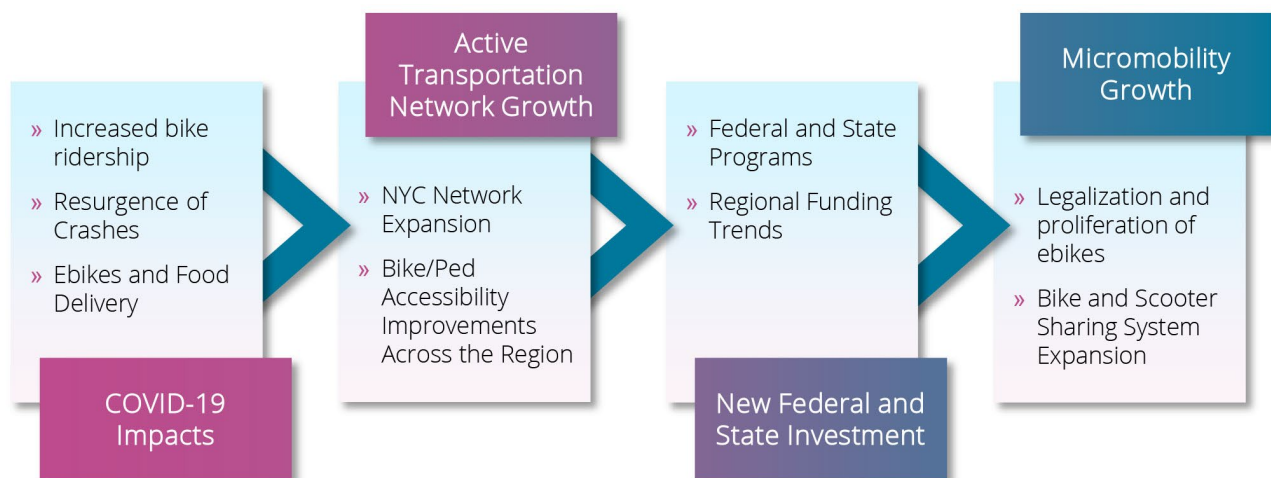 » Increased bike
ridership
» Resurgence of
Crashes
» Ebikes and Food
Delivery
COVID-19
Impacts
Active
Transportation
Network Growth
» NYC Network
Expansion
» Bike/Ped
Accessibility
Improvements
Across the Region
» Federal and State
Programs
» Regional Funding
Trends
New Federal and
State Investment
Micromobility
Growth
» Legalization and
proliferation of
ebikes
» Bike and Scooter
Sharing System
Expansion